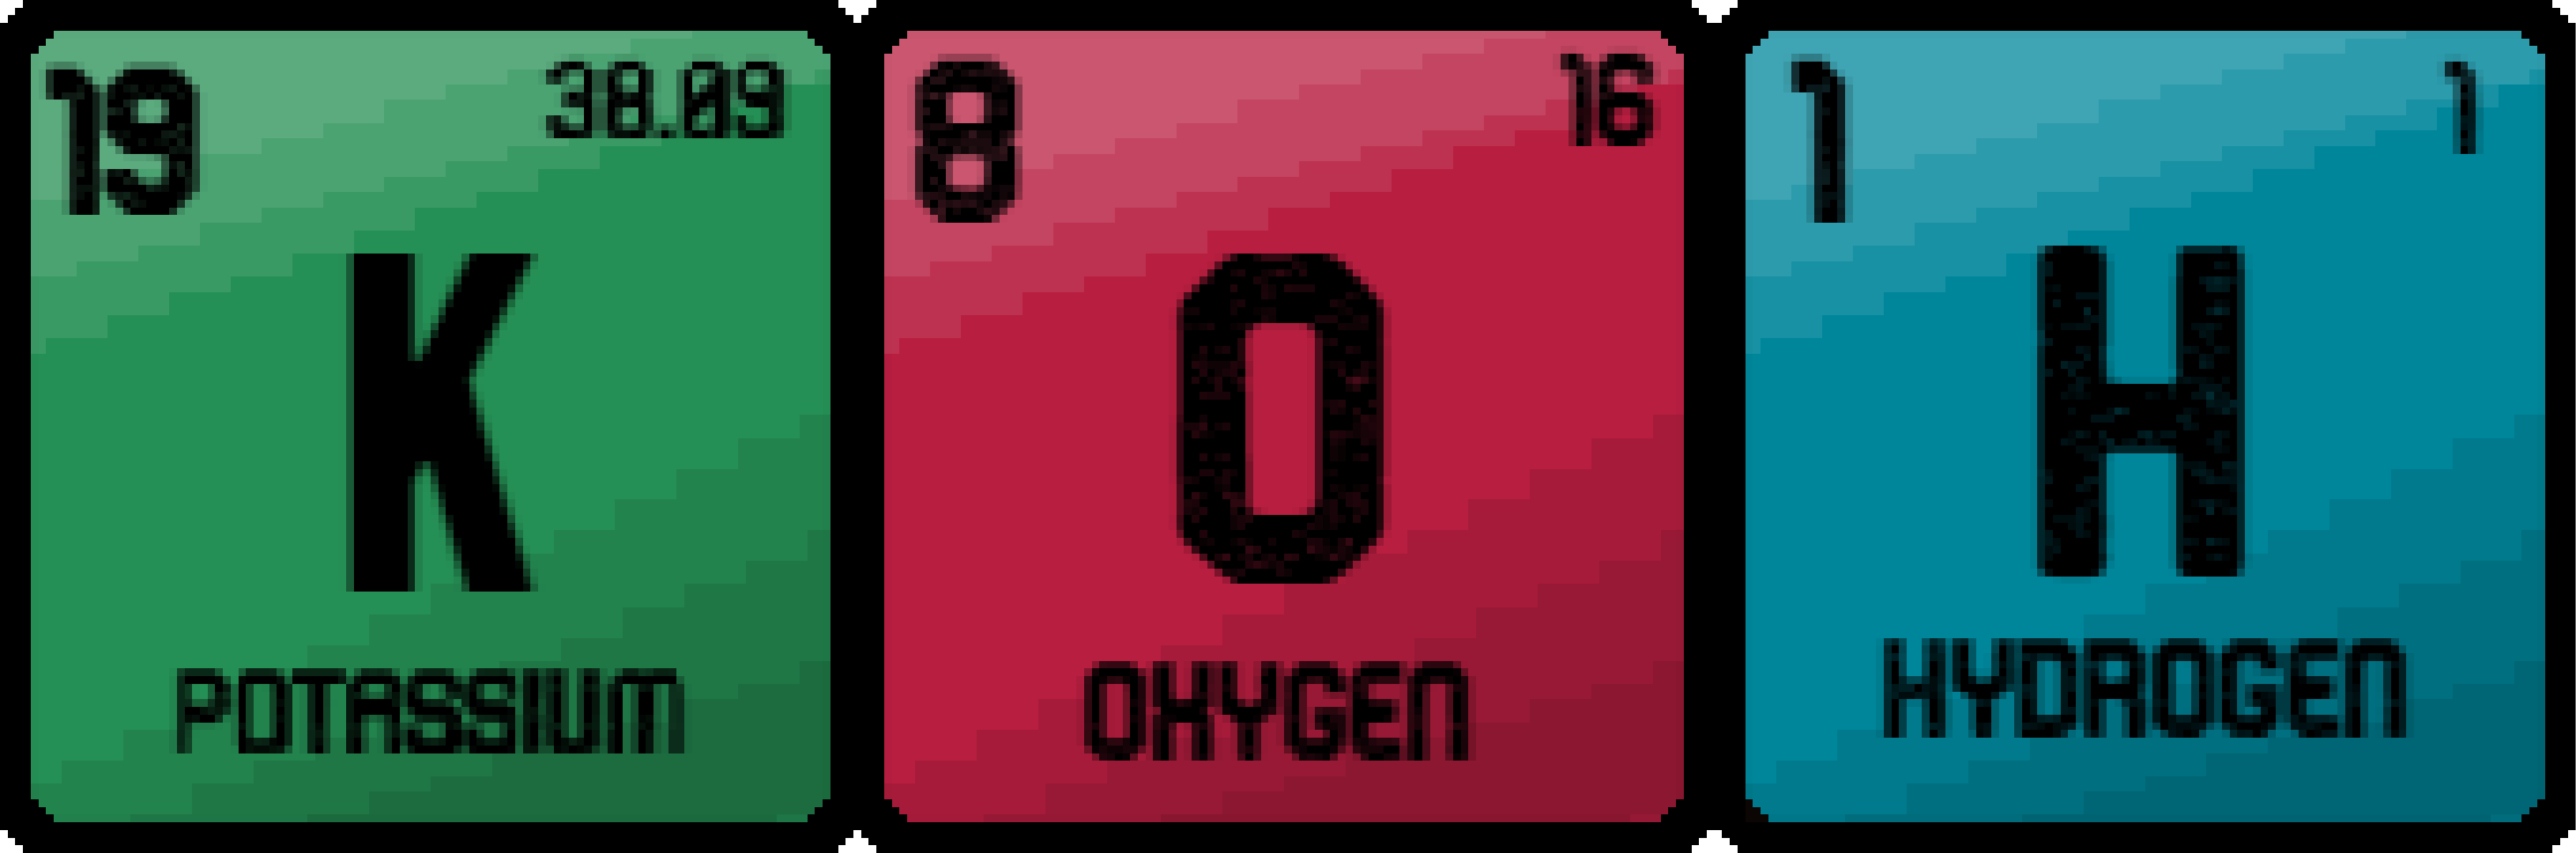 19 38.09
K
POTASSIUM
8 16
O
OXYGEN
1 1
H
HYDROGEN